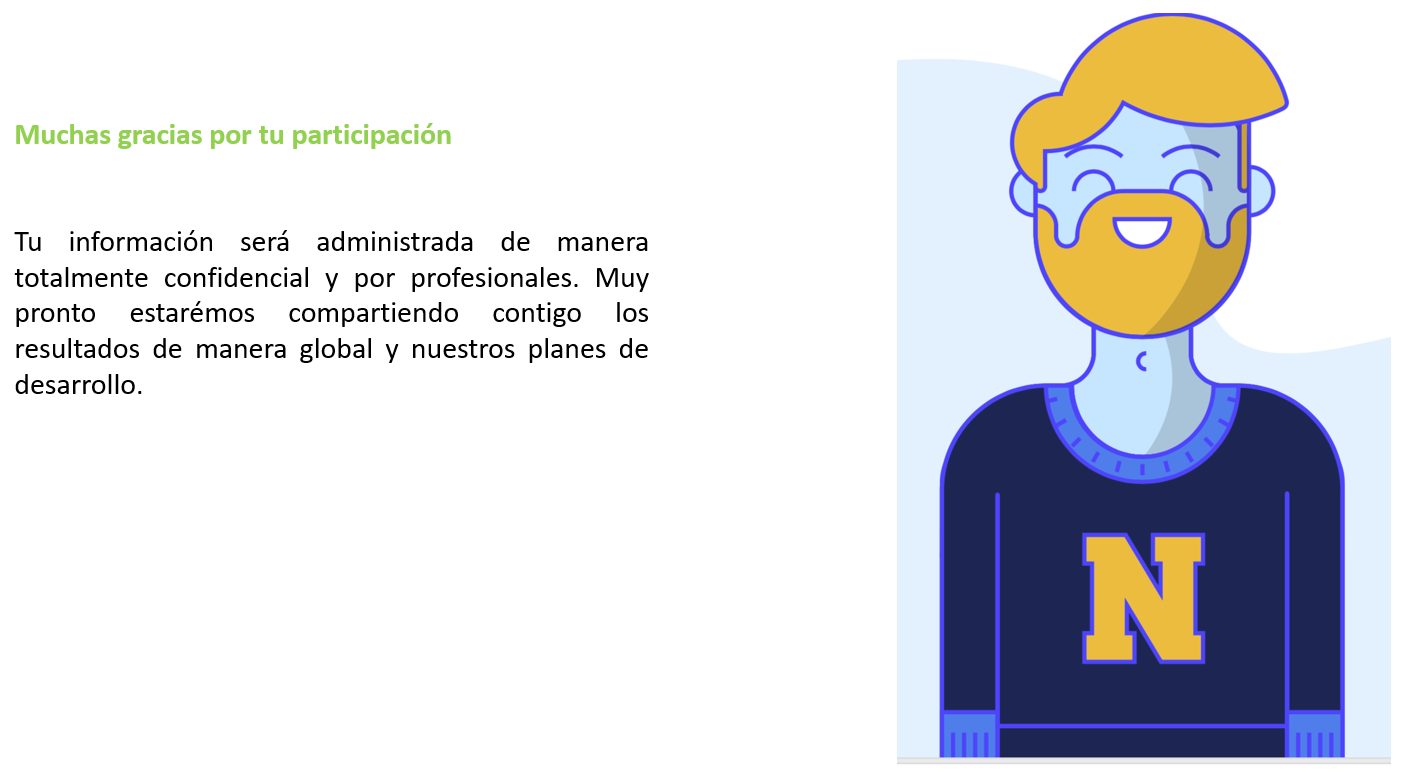 Muchas gracias por tu participación
Tu información será administrada de manera
totalmente confidencial y por profesionales. Muy
pronto estarémos compartiendo contigo los
resultados de manera global y nuestros planes de
desarrollo.
N